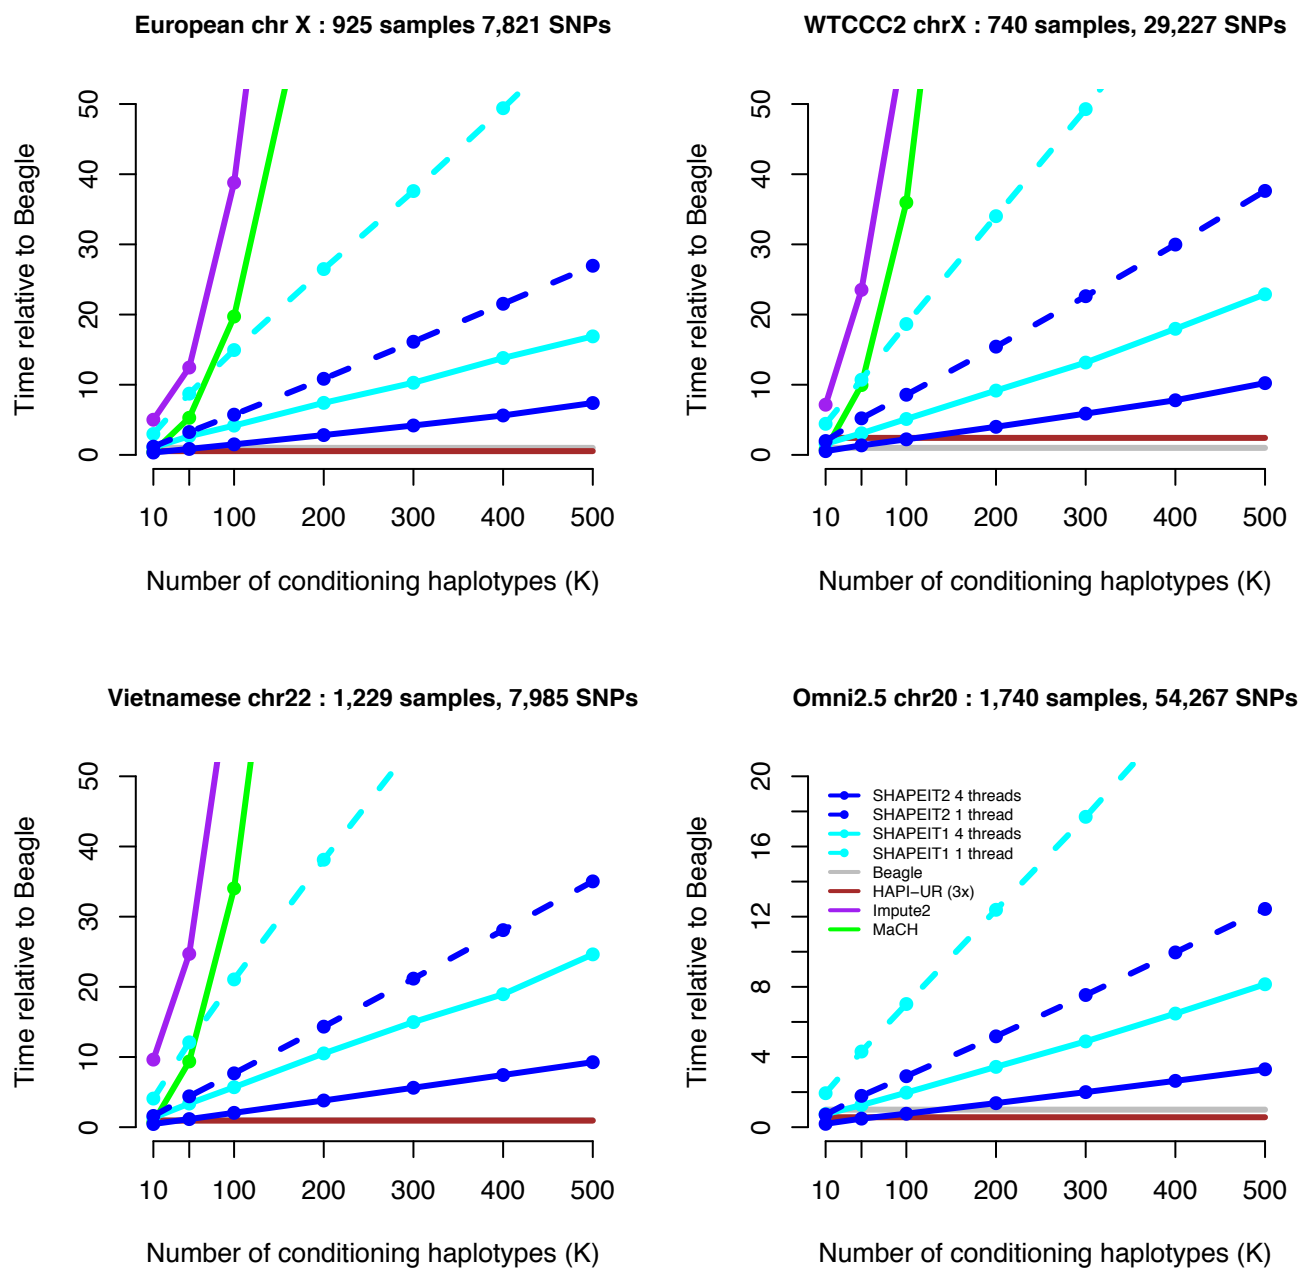 European chr X : 925 samples 7,821 SNPs
Time relative to Beagle
50
40
30
20
10
0
10 100 200 300 400 500
Number of conditioning haplotypes (K)
WTCCC2 chrX : 740 samples, 29,227 SNPs
Time relative to Beagle
50
40
30
20
10
0
10 100 200 300 400 500
Number of conditioning haplotypes (K)
Vietnamese chr22 : 1,229 samples, 7,985 SNPs
Time relative to Beagle
50
40
30
20
10
0
10 100 200 300 400 500
Number of conditioning haplotypes (K)
Omni2.5 chr20 : 1,740 samples, 54,267 SNPs
Time relative to Beagle
20
16
12
8
4
0
SHAPEIT2 4 threads
SHAPEIT2 1 thread
SHAPEIT1 4 threads
SHAPEIT1 1 thread
Beagle
HAPI−UR (3x)
Impute2
MaCH
10 100 200 300 400 500
Number of conditioning haplotypes (K)